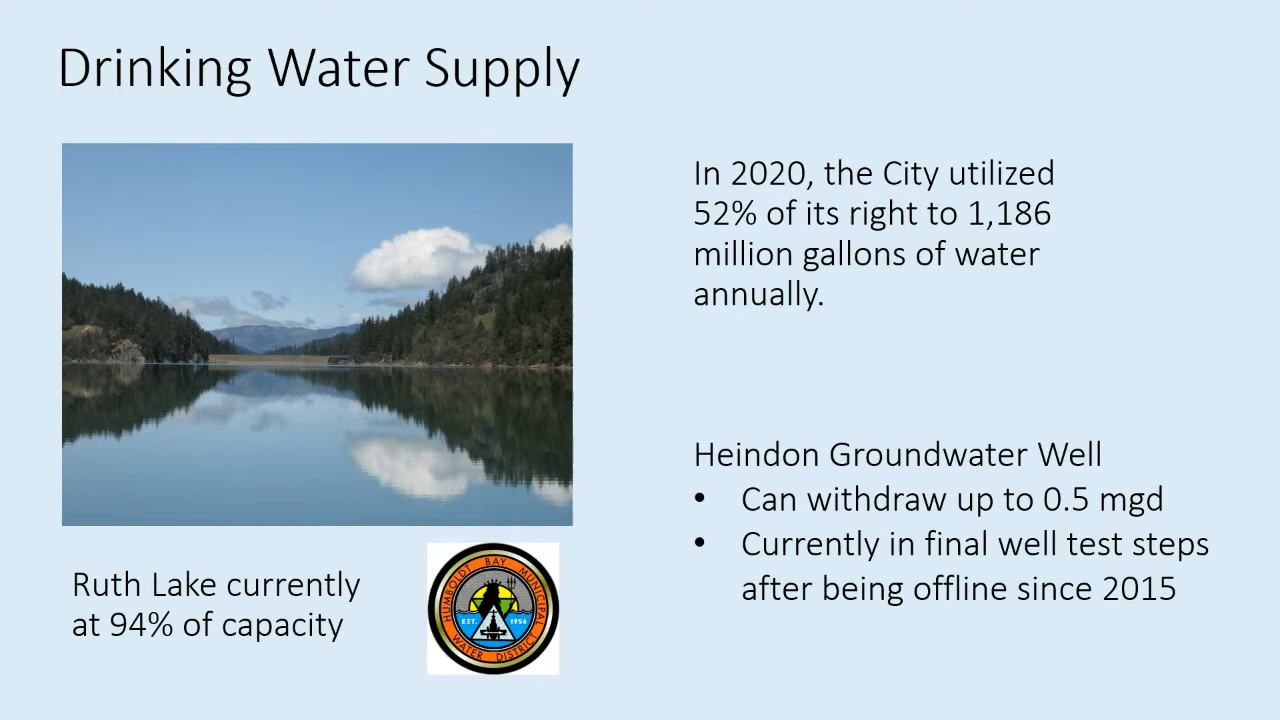 Drinking Water Supply
In 2020, the City utilized
52% of its right to 1,186
million gallons of water
annually.
Heindon Groundwater Well
• Can withdraw up to 0.5 mgd
• Currently in final well test steps
after being offline since 2015
Ruth Lake currently
at 94% of capacity
HUMBOLDT BAY MUNICIPAL
EST. 1956
WATER DISTRICT